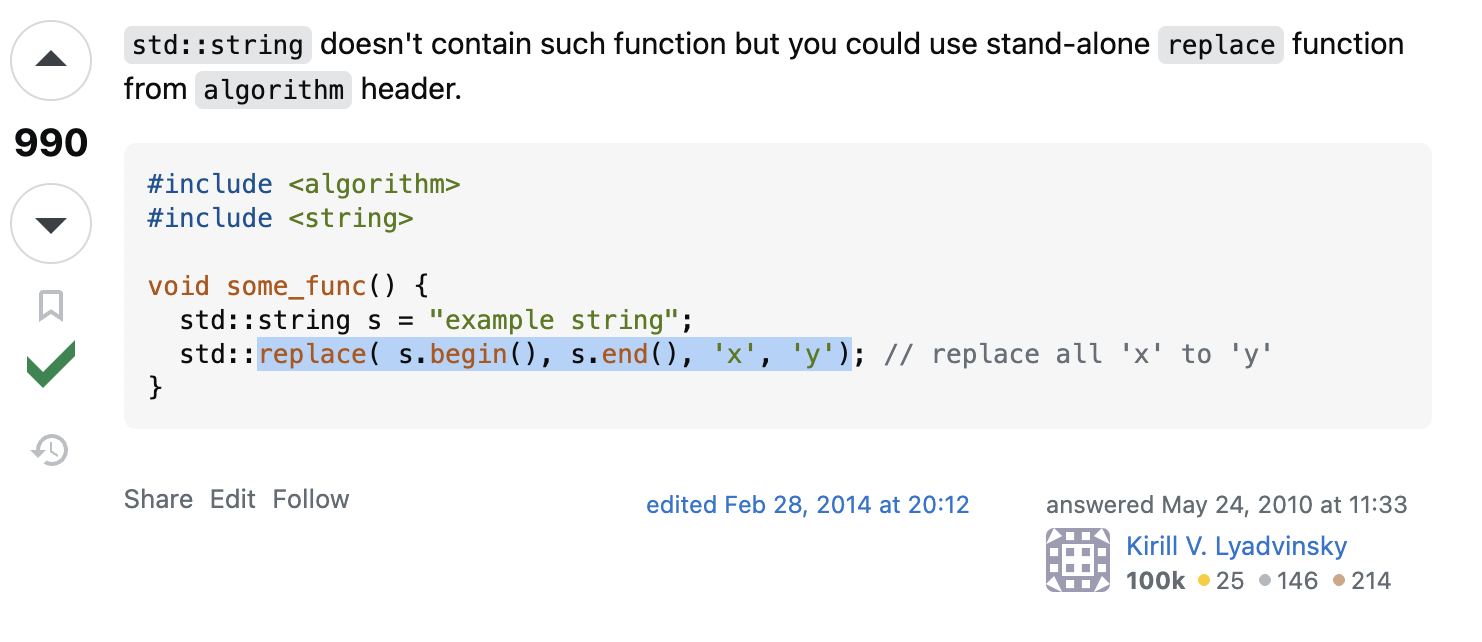 std::string doesn't contain such function but you could use stand-alone replace function
from algorithm header.
990
#include <algorithm>
#include <string>
void some_func() {
  std::string s = "example string";
  std::replace( s.begin(), s.end(), 'x', 'y'); // replace all 'x' to 'y'
}
Share Edit Follow
edited Feb 28, 2014 at 20:12
answered May 24, 2010 at 11:33
Kirill V. Lyadvinsky
100k 25 146 214